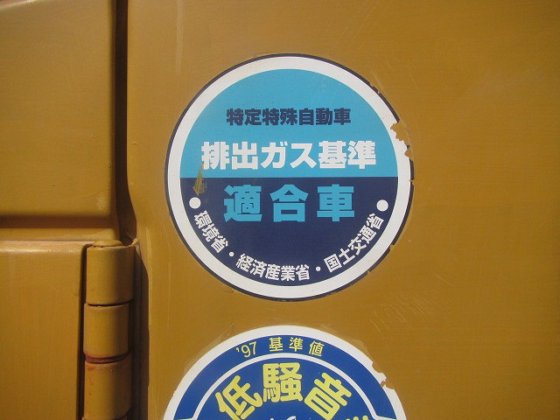 特定特殊自動車
排出ガス基準
適合車
●環境省・経済産業省・国土交通省●
'97 基準値
低騒音